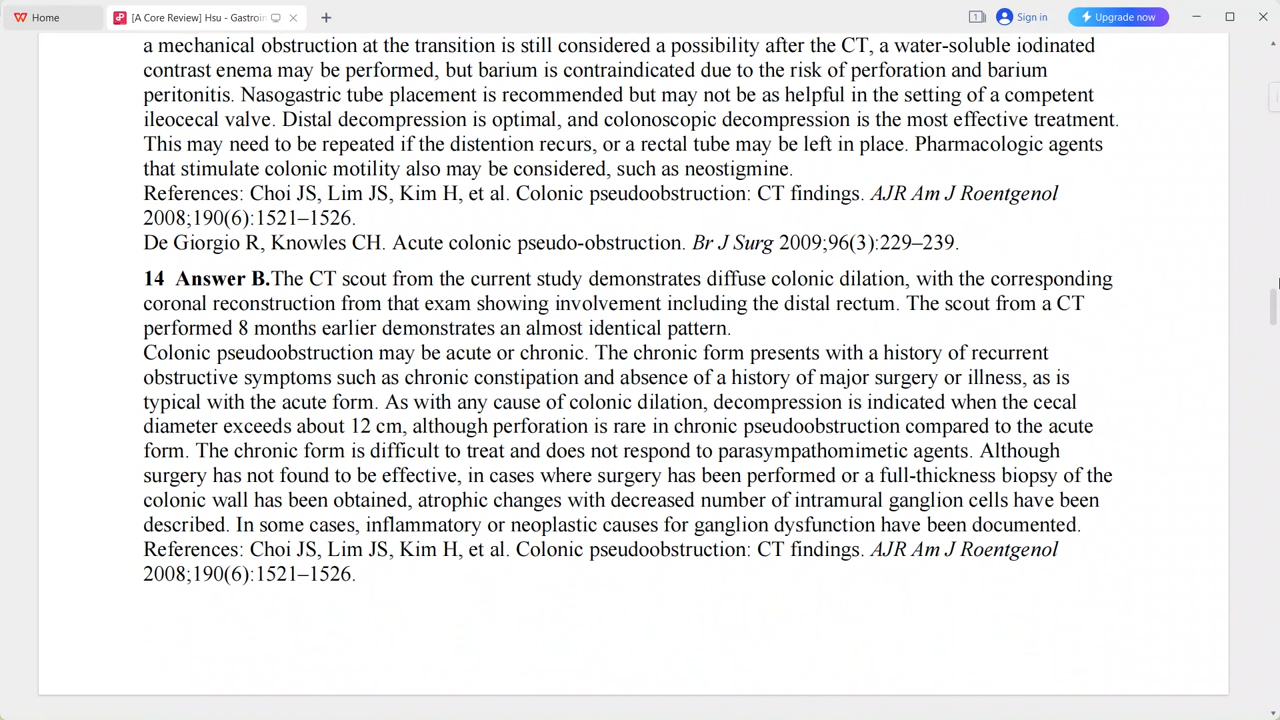 Home
[A Core Review] Hsu - Gastroin
1
Sign in
Upgrade now
a mechanical obstruction at the transition is still considered a possibility after the CT, a water-soluble iodinated
contrast enema may be performed, but barium is contraindicated due to the risk of perforation and barium
peritonitis. Nasogastric tube placement is recommended but may not be as helpful in the setting of a competent
ileocecal valve. Distal decompression is optimal, and colonoscopic decompression is the most effective treatment.
This may need to be repeated if the distention recurs, or a rectal tube may be left in place. Pharmacologic agents
that stimulate colonic motility also may be considered, such as neostigmine.
References: Choi JS, Lim JS, Kim H, et al. Colonic pseudoobstruction: CT findings. AJR Am J Roentgenol
2008;190(6):1521–1526.
De Giorgio R, Knowles CH. Acute colonic pseudo-obstruction. Br J Surg 2009;96(3):229–239.
14 Answer B.The CT scout from the current study demonstrates diffuse colonic dilation, with the corresponding
coronal reconstruction from that exam showing involvement including the distal rectum. The scout from a CT
performed 8 months earlier demonstrates an almost identical pattern.
Colonic pseudoobstruction may be acute or chronic. The chronic form presents with a history of recurrent
obstructive symptoms such as chronic constipation and absence of a history of major surgery or illness, as is
typical with the acute form. As with any cause of colonic dilation, decompression is indicated when the cecal
diameter exceeds about 12 cm, although perforation is rare in chronic pseudoobstruction compared to the acute
form. The chronic form is difficult to treat and does not respond to parasympathomimetic agents. Although
surgery has not found to be effective, in cases where surgery has been performed or a full-thickness biopsy of the
colonic wall has been obtained, atrophic changes with decreased number of intramural ganglion cells have been
described. In some cases, inflammatory or neoplastic causes for ganglion dysfunction have been documented.
References: Choi JS, Lim JS, Kim H, et al. Colonic pseudoobstruction: CT findings. AJR Am J Roentgenol
2008;190(6):1521–1526.